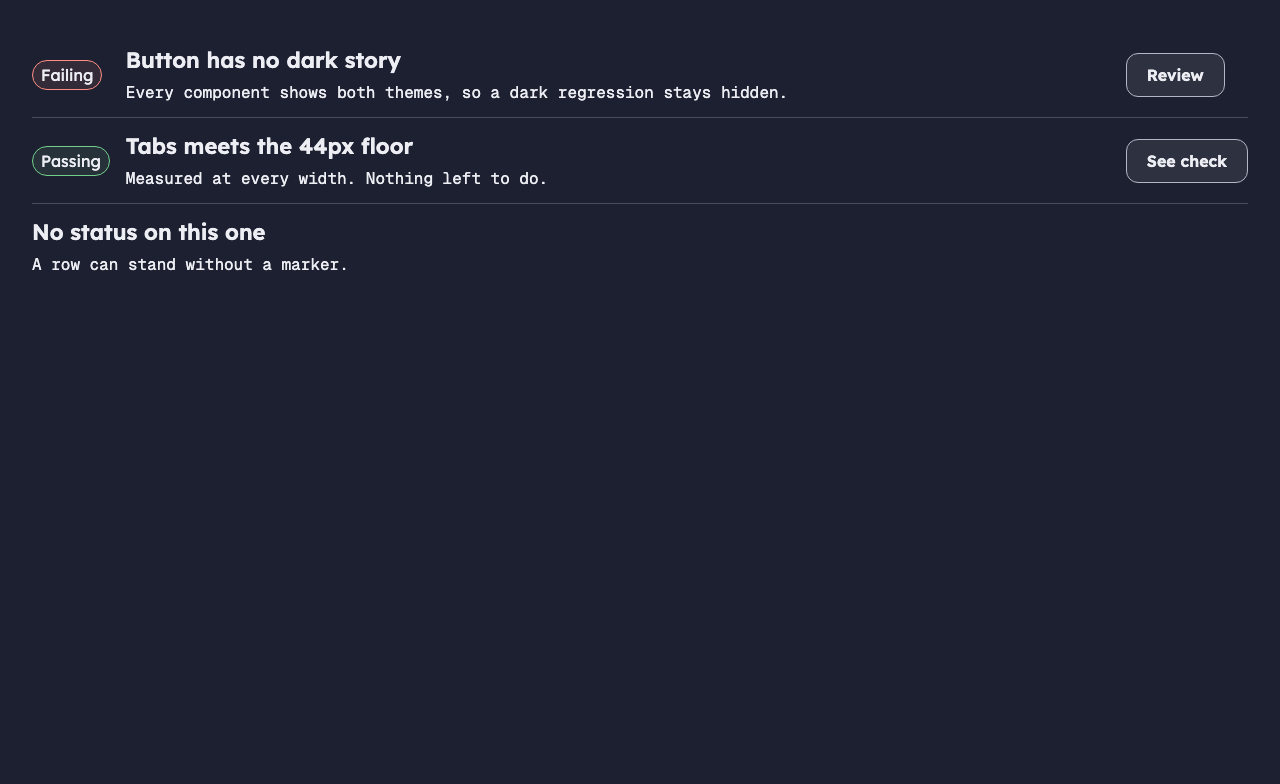 Failing
Button has no dark story
Every component shows both themes, so a dark regression stays hidden.
Review
Passing
Tabs meets the 44px floor
Measured at every width. Nothing left to do.
See check
No status on this one
A row can stand without a marker.